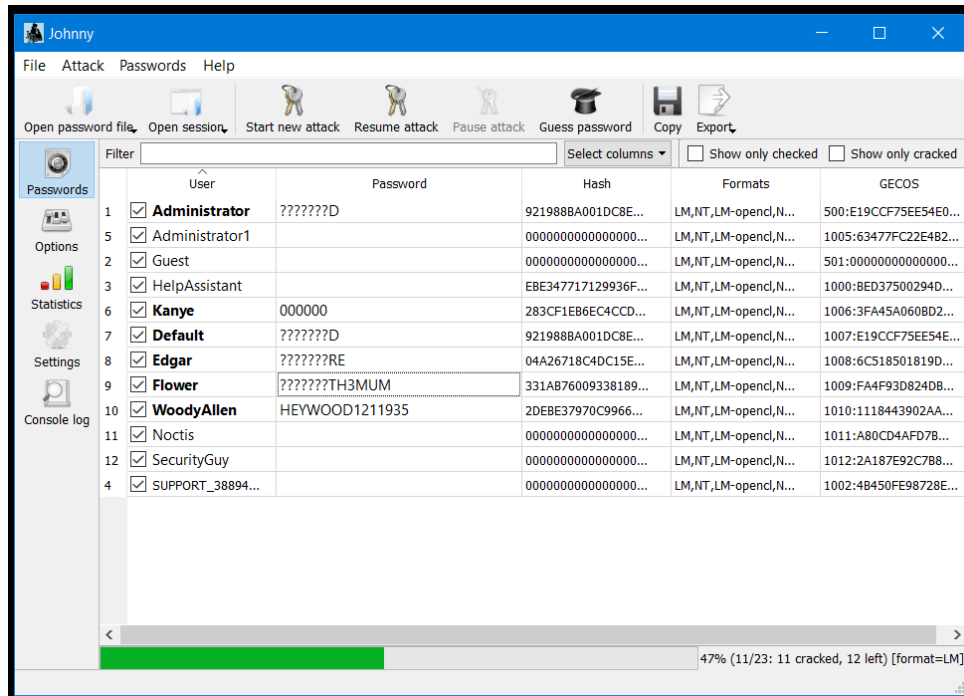 Johnny
File Attack Passwords Help
Open password file Open session Start new attack Resume attack Pause attack Guess password Copy Export
Passwords
Options
Statistics
Settings
Console log
Filter Select columns Show only checked Show only cracked
User Password Hash Formats GECOS
1 Administrator ???????D 921988BA001DC8E... LM,NT,LM-opencl,N... 500:E19CCF75EE54E0...
5 Administrator1 0000000000000000... LM,NT,LM-opencl,N... 1005:63477FC22E4B2...
2 Guest 0000000000000000... LM,NT,LM-opencl,N... 501:00000000000000...
3 HelpAssistant EBE347717129936F... LM,NT,LM-opencl,N... 1000:BED37500294D...
6 Kanye 000000 283CF1EB6EC4CCD... LM,NT,LM-opencl,N... 1006:3FA45A060BD2...
7 Default ???????D 921988BA001DC8E... LM,NT,LM-opencl,N... 1007:E19CCF75EE54E...
8 Edgar ???????RE 04A26718C4DC15E... LM,NT,LM-opencl,N... 1008:6C518501819D...
9 Flower ???????TH3MUM 331AB76009338189... LM,NT,LM-opencl,N... 1009:FA4F93D824DB...
10 WoodyAllen HEYWOOD1211935 2DEBE37970C9966... LM,NT,LM-opencl,N... 1010:1118443902AA...
11 Noctis 0000000000000000... LM,NT,LM-opencl,N... 1011:A80CD4AFD7B...
12 SecurityGuy 0000000000000000... LM,NT,LM-opencl,N... 1012:2A187E92C7B8...
4 SUPPORT_38894... 0000000000000000... LM,NT,LM-opencl,N... 1002:4B450FE98728E...
47% (11/23: 11 cracked, 12 left) [format=LM]